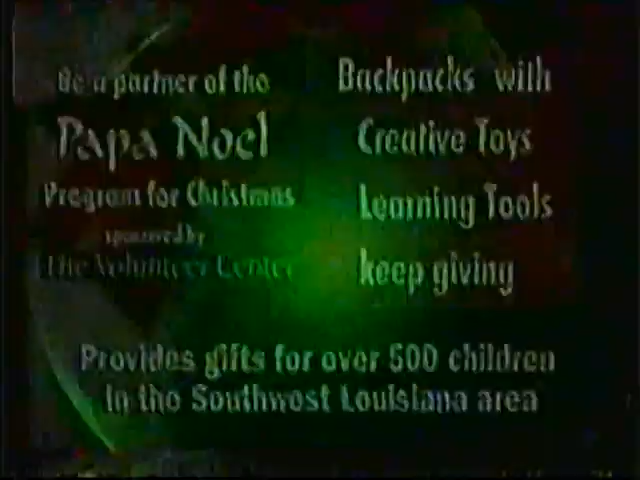 Be a partner of the
Papa Noel
Program for Christmas
sponsored by
The Volunteer Center
Backpacks with
Creative Toys
Learning Tools
keep giving
Provides gifts for over 500 children
in the Southwest Louisiana area